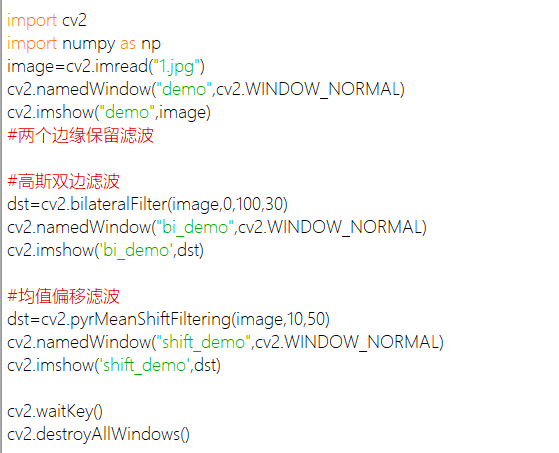 import cv2
import numpy as np
image=cv2.imread("1.jpg")
cv2.namedWindow("demo",cv2.WINDOW_NORMAL)
cv2.imshow("demo",image)
#两个边缘保留滤波
#高斯双边滤波
dst=cv2.bilateralFilter(image,0,100,30)
cv2.namedWindow("bi_demo",cv2.WINDOW_NORMAL)
cv2.imshow('bi_demo',dst)
#均值偏移滤波
dst=cv2.pyrMeanShiftFiltering(image,10,50)
cv2.namedWindow("shift_demo",cv2.WINDOW_NORMAL)
cv2.imshow('shift_demo',dst)
cv2.waitKey()
cv2.destroyAllWindows()